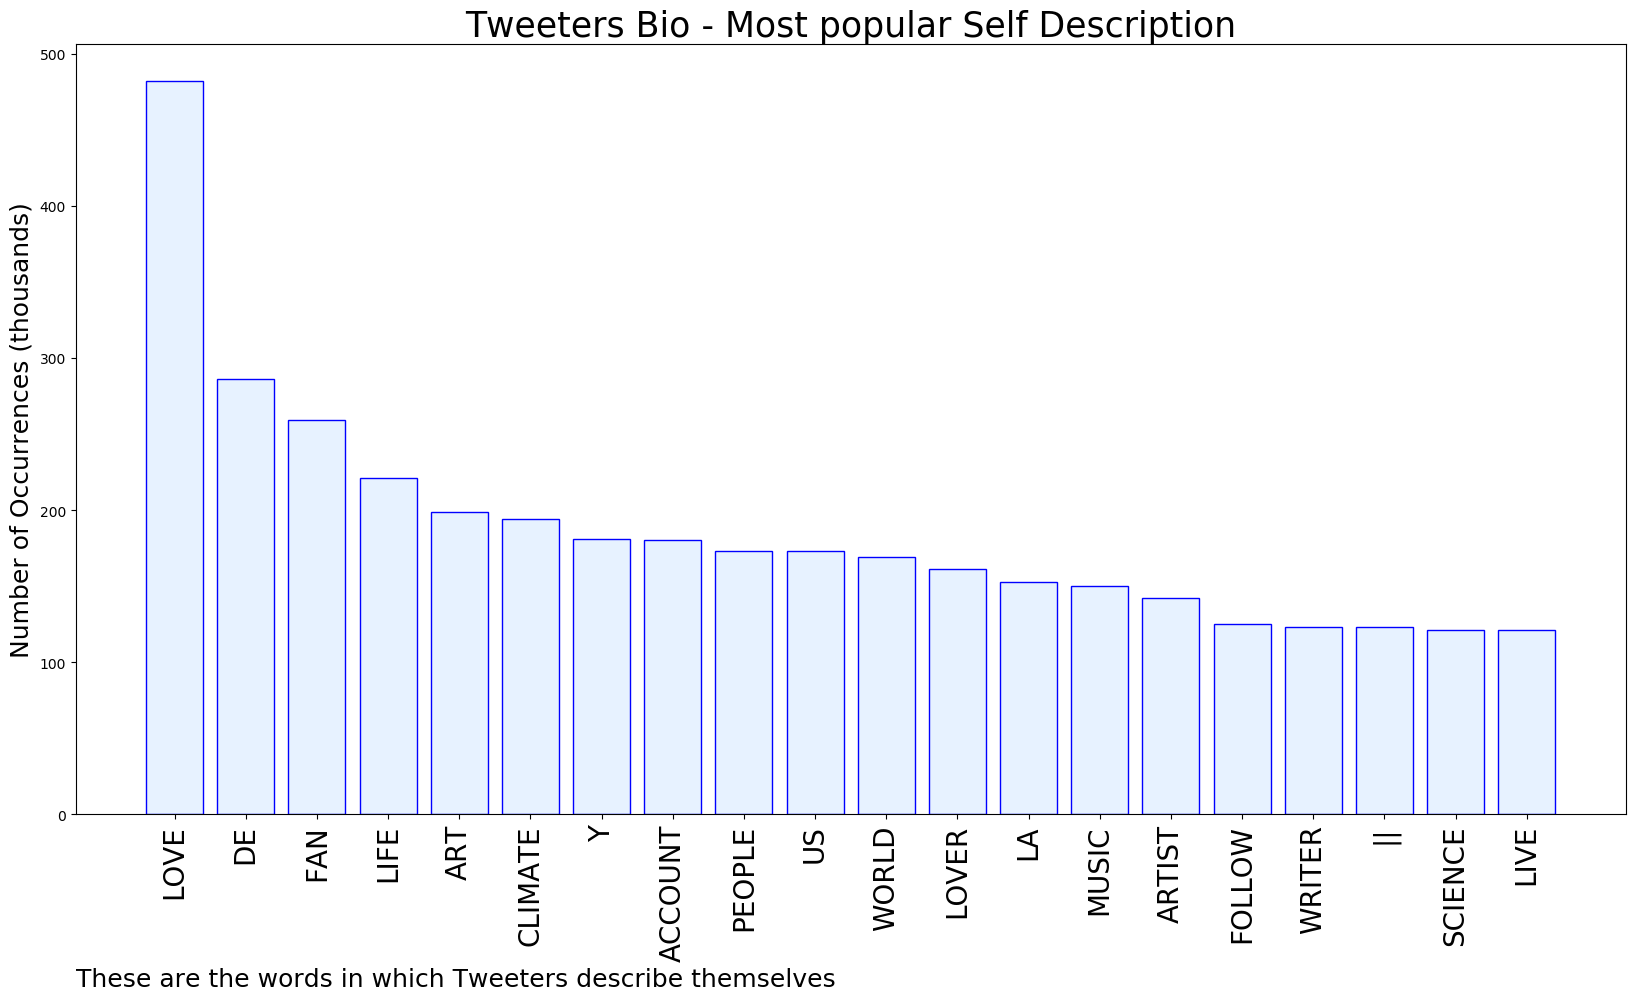 Tweeters Bio - Most popular Self Description
Number of Occurrences (thousands)
500
400
300
200
100
0
LOVE
DE
FAN
LIFE
ART
CLIMATE
Y
ACCOUNT
PEOPLE
US
WORLD
LOVER
LA
MUSIC
ARTIST
FOLLOW
WRITER
||
SCIENCE
LIVE
These are the words in which Tweeters describe themselves